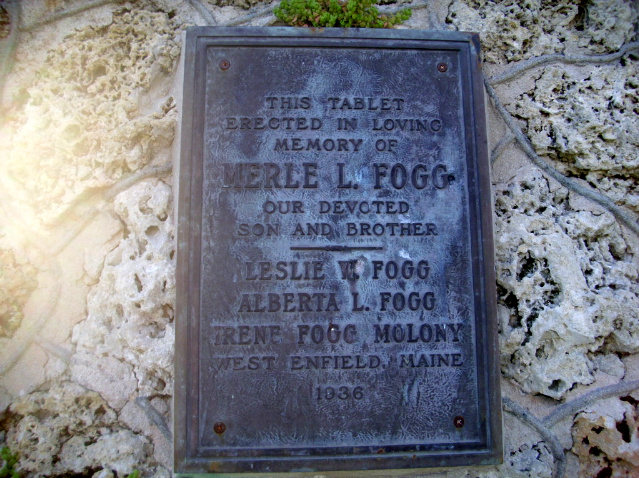 THIS TABLET
ERECTED IN LOVING
MEMORY OF
MERLE L. FOGG
OUR DEVOTED
SON AND BROTHER
LESLIE W. FOGG
ALBERTA L. FOGG
IRENE FOGG MOLONY
WEST ENFIELD, MAINE
1936